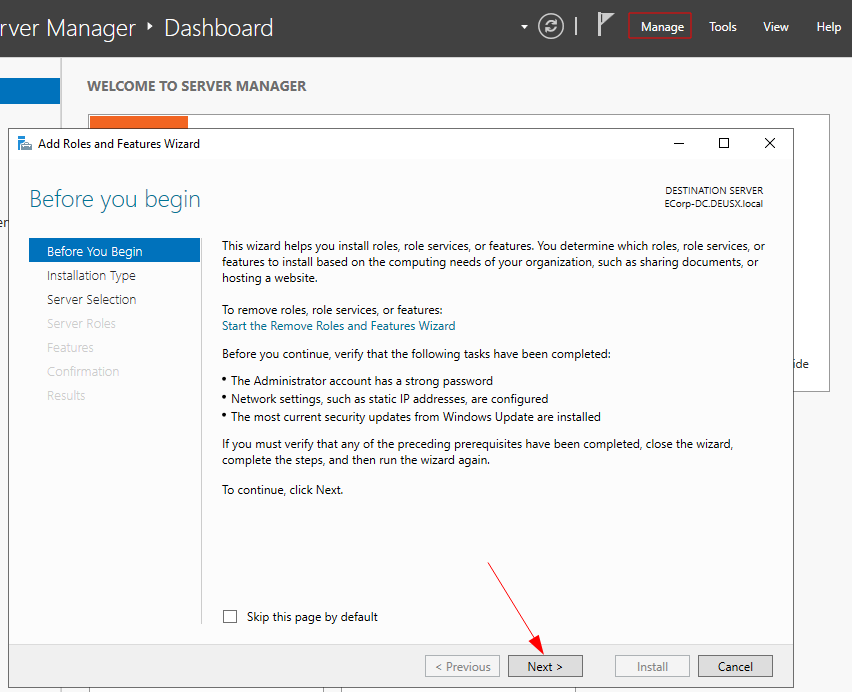 rver Manager ‣ Dashboard
Manage Tools View Help
WELCOME TO SERVER MANAGER
Add Roles and Features Wizard
Before you begin
DESTINATION SERVER
ECorp-DC.DEUSX.local
Before You Begin
Installation Type
Server Selection
Server Roles
Features
Confirmation
Results
This wizard helps you install roles, role services, or features. You determine which roles, role services, or
features to install based on the computing needs of your organization, such as sharing documents, or
hosting a website.
To remove roles, role services, or features:
Start the Remove Roles and Features Wizard
Before you continue, verify that the following tasks have been completed:
• The Administrator account has a strong password
• Network settings, such as static IP addresses, are configured
• The most current security updates from Windows Update are installed
If you must verify that any of the preceding prerequisites have been completed, close the wizard,
complete the steps, and then run the wizard again.
To continue, click Next.
Skip this page by default
< Previous Next > Install Cancel
er
ide